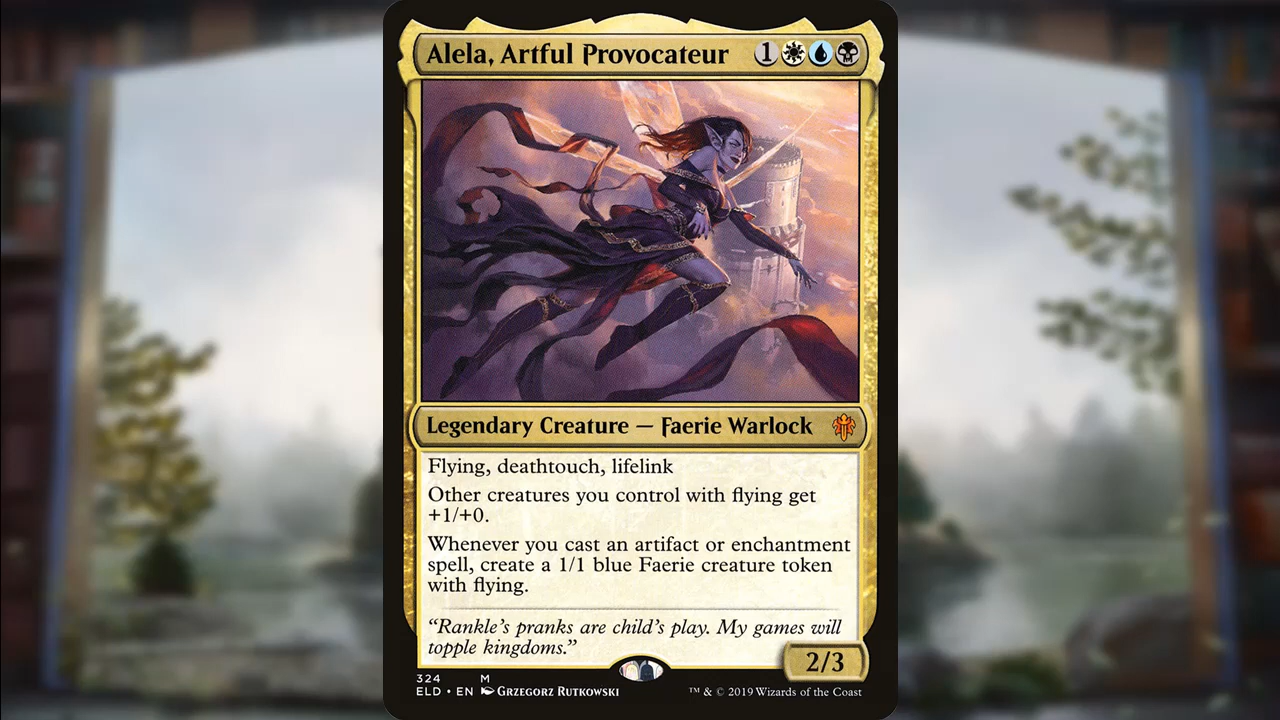 Alela, Artful Provocateur 1
Legendary Creature — Faerie Warlock
Flying, deathtouch, lifelink
Other creatures you control with flying get
+1/+0.
Whenever you cast an artifact or enchantment
spell, create a 1/1 blue Faerie creature token
with flying.
“Rankle’s pranks are child’s play. My games will
topple kingdoms.”
2/3
324 M
ELD • EN Grzegorz Rutkowski
™ & © 2019 Wizards of the Coast